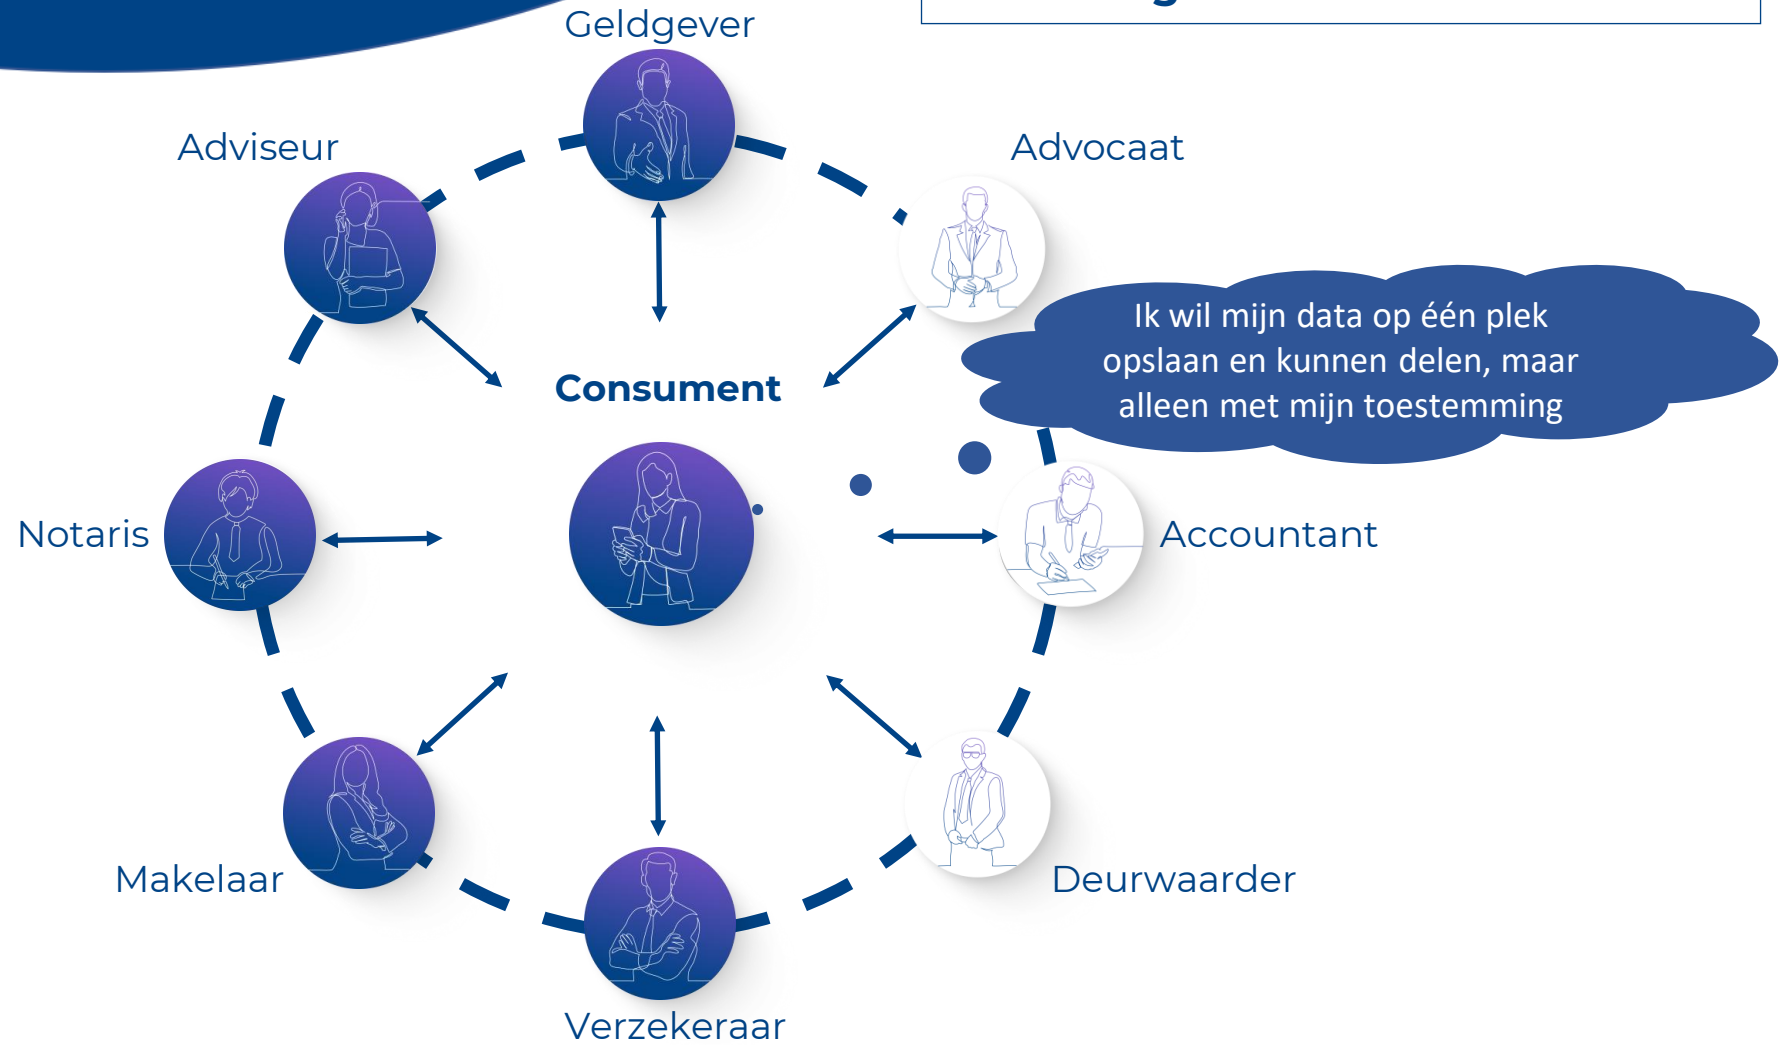 Geldgever
Adviseur
Advocaat
Ik wil mijn data op één plek
opslaan en kunnen delen, maar
alleen met mijn toestemming
Consument
Notaris
Accountant
Makelaar
Deurwaarder
Verzekeraar